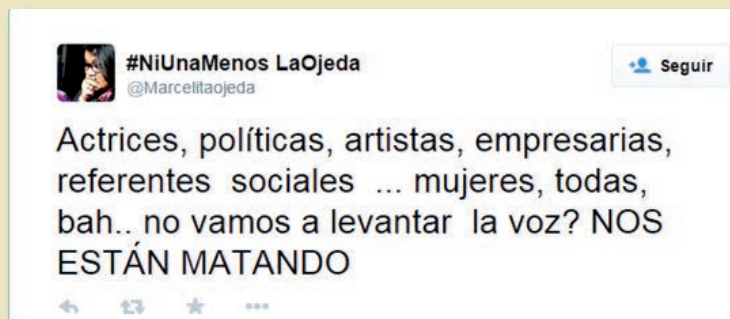 #NiUnaMenos LaOjeda
@Marcelitaojeda
Seguir
Actrices, políticas, artistas, empresarias,
referentes sociales ... mujeres, todas,
bah.. no vamos a levantar la voz? NOS
ESTÁN MATANDO